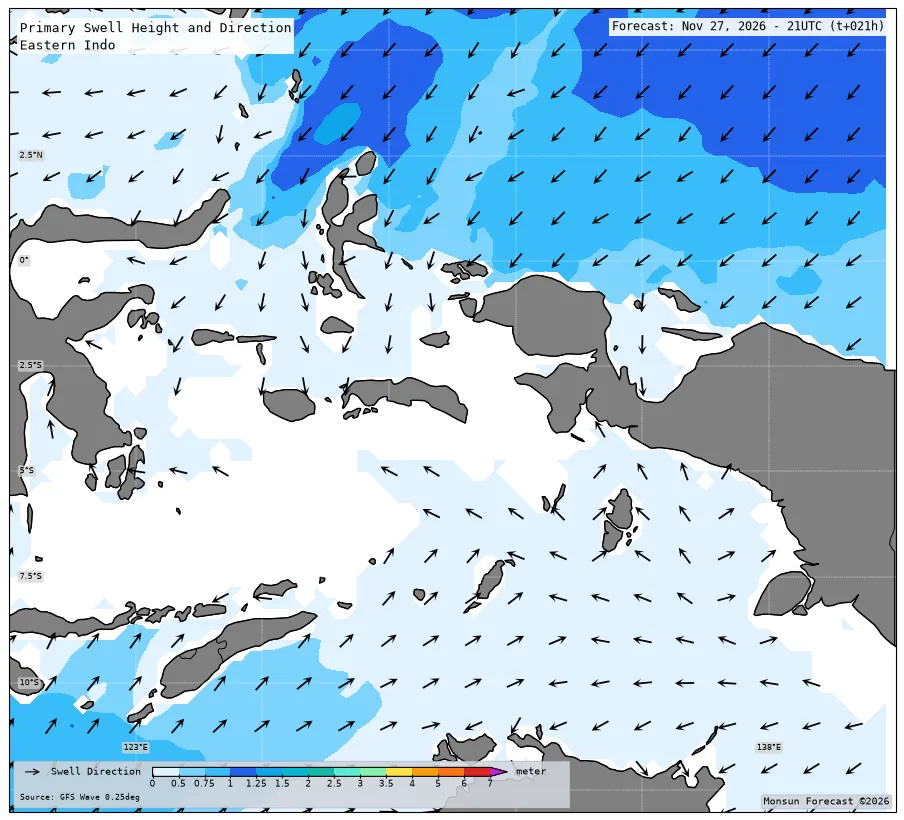 Primary Swell Height and Direction
Eastern Indo
Forecast: Nov 27, 2026 - 21UTC (t+021h)
2.5°N
0°
2.5°S
5°S
7.5°S
10°S
123°E
138°E
Swell Direction
0 0.5 0.75 1 1.25 1.5 2 2.5 3 3.5 4 5 6 7
meter
Source: GFS Wave 0.25deg
Monsun Forecast ©2026